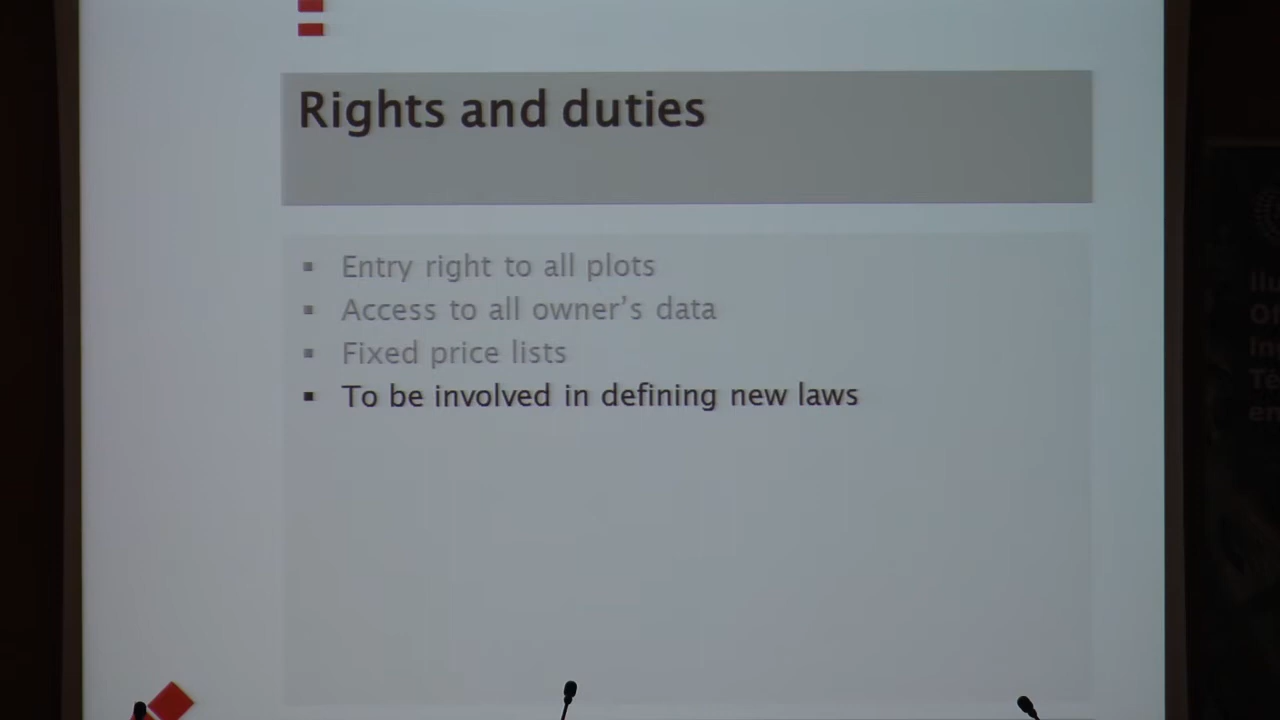 Rights and duties
▪ Entry right to all plots
▪ Access to all owner’s data
▪ Fixed price lists
▪ To be involved in defining new laws